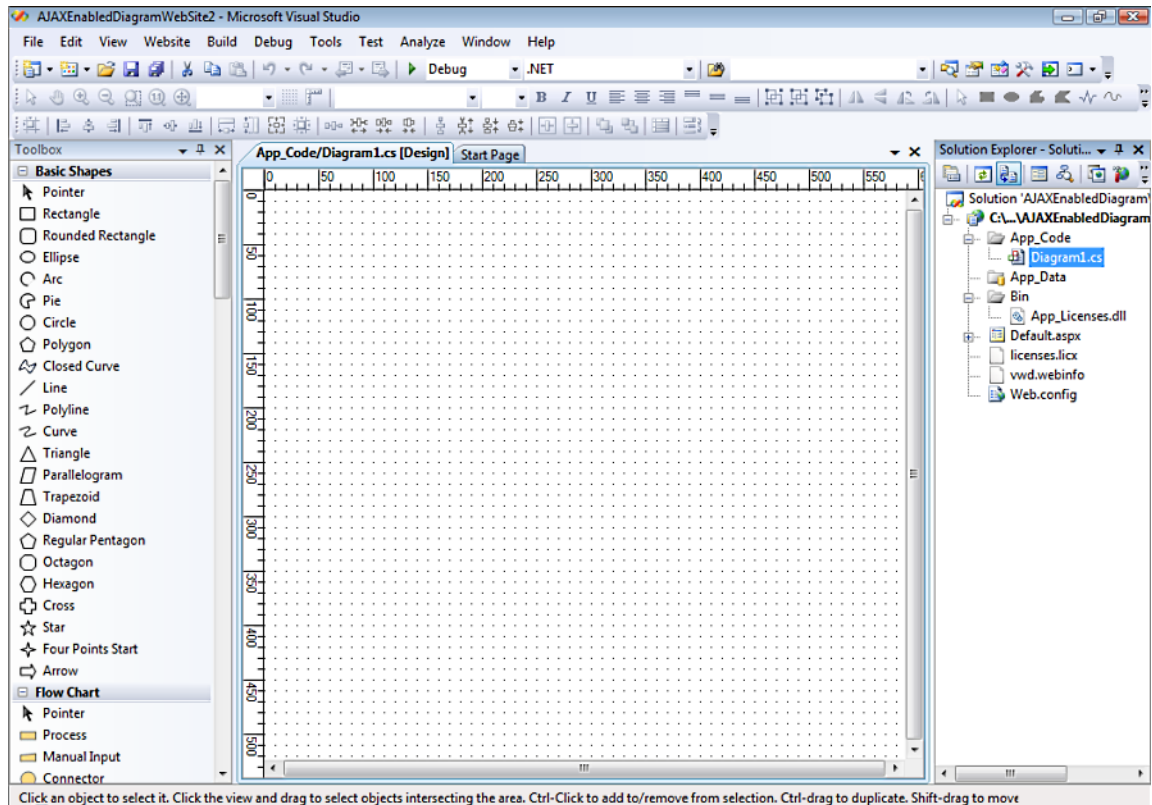 AJAXEnabledDiagramWebSite2 - Microsoft Visual Studio
File Edit View Website Build Debug Tools Test Analyze Window Help
Debug .NET
B I U
Toolbox
Basic Shapes
Pointer
Rectangle
Rounded Rectangle
Ellipse
Arc
Pie
Circle
Polygon
Closed Curve
Line
Polyline
Curve
Triangle
Parallelogram
Trapezoid
Diamond
Regular Pentagon
Octagon
Hexagon
Cross
Star
Four Points Start
Arrow
Flow Chart
Pointer
Process
Manual Input
Connector
App_Code/Diagram1.cs [Design] Start Page
0 50 100 150 200 250 300 350 400 450 500 550
0
50
100
150
200
250
300
350
400
450
500
Solution Explorer - Soluti...
Solution 'AJAXEnabledDiagram
C:\...\AJAXEnabledDiagram
App_Code
Diagram1.cs
App_Data
Bin
App_Licenses.dll
Default.aspx
licenses.licx
vwd.webinfo
Web.config
Click an object to select it. Click the view and drag to select objects intersecting the area. Ctrl-Click to add to/remove from selection. Ctrl-drag to duplicate. Shift-drag to move